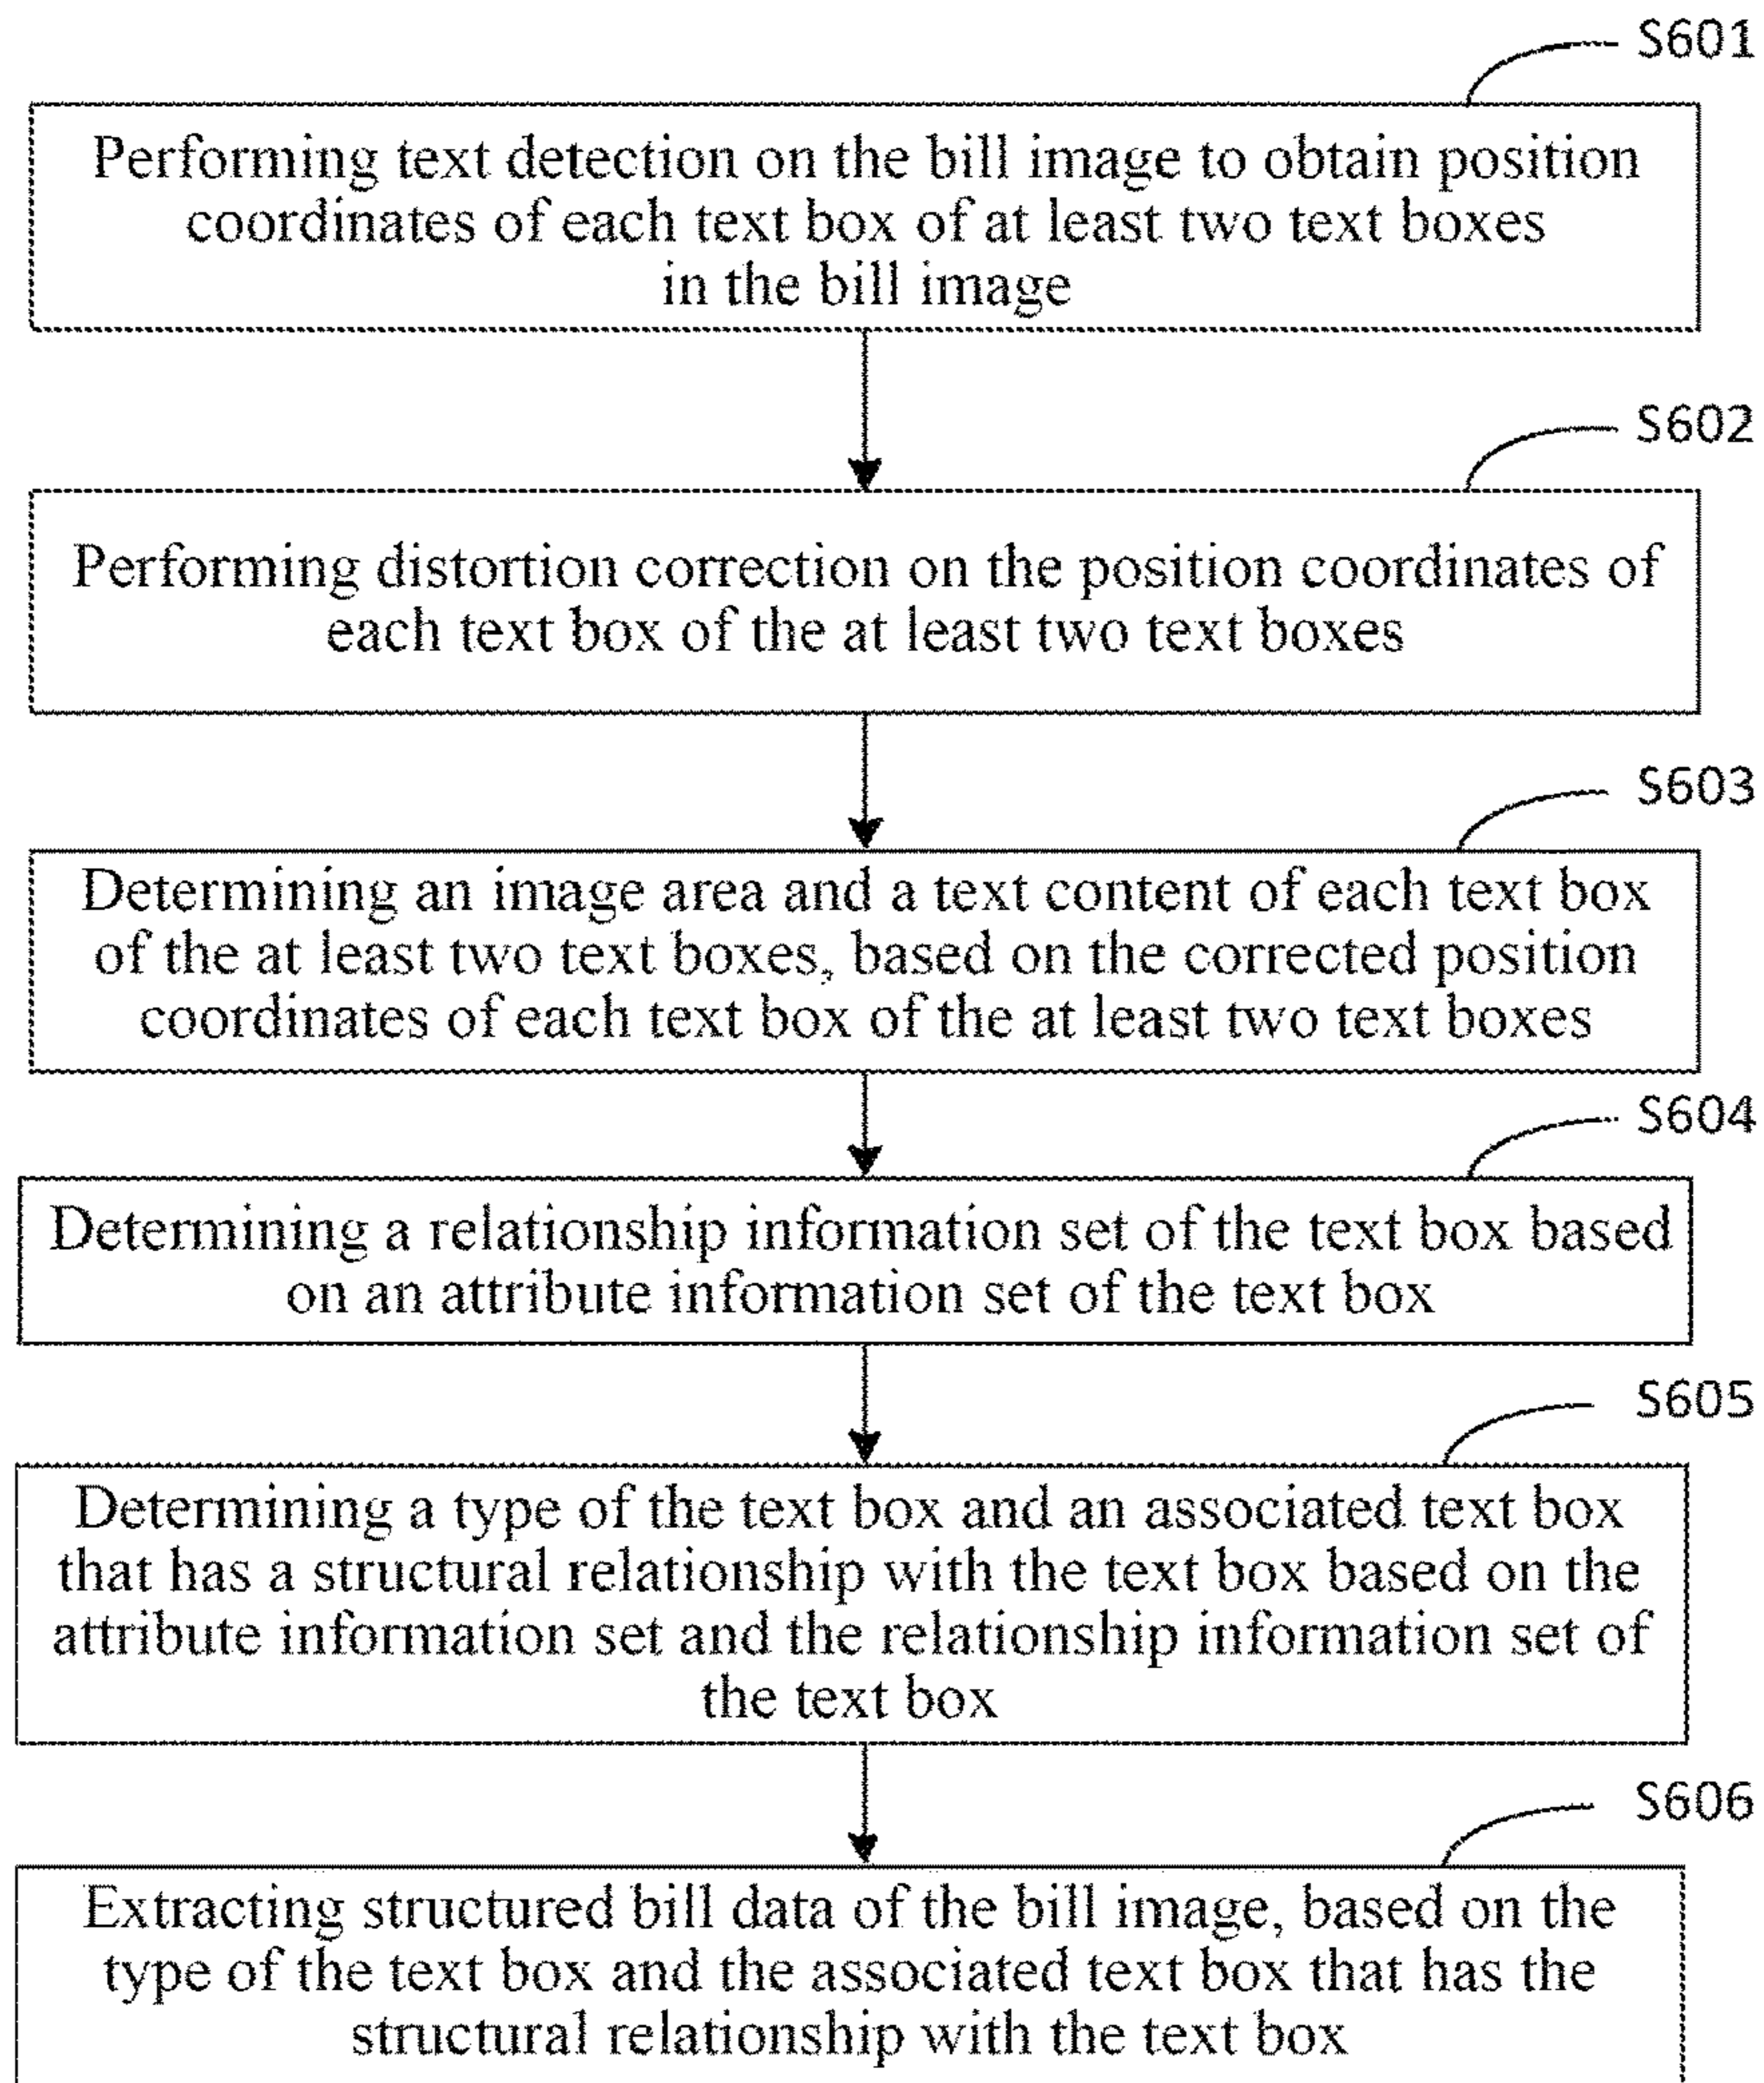 S601
Performing text detection on the bill image to obtain position
coordinates of each text box of at least two text boxes
in the bill image
S602
Performing distortion correction on the position coordinates of
each text box of the at least two text boxes
S603
Determining an image area and a text content of each text box
of the at least two text boxes, based on the corrected position
coordinates of each text box of the at least two text boxes
S604
Determining a relationship information set of the text box based
on an attribute information set of the text box
S605
Determining a type of the text box and an associated text box
that has a structural relationship with the text box based on the
attribute information set and the relationship information set of
the text box
S606
Extracting structured bill data of the bill image, based on the
type of the text box and the associated text box that has the
structural relationship with the text box